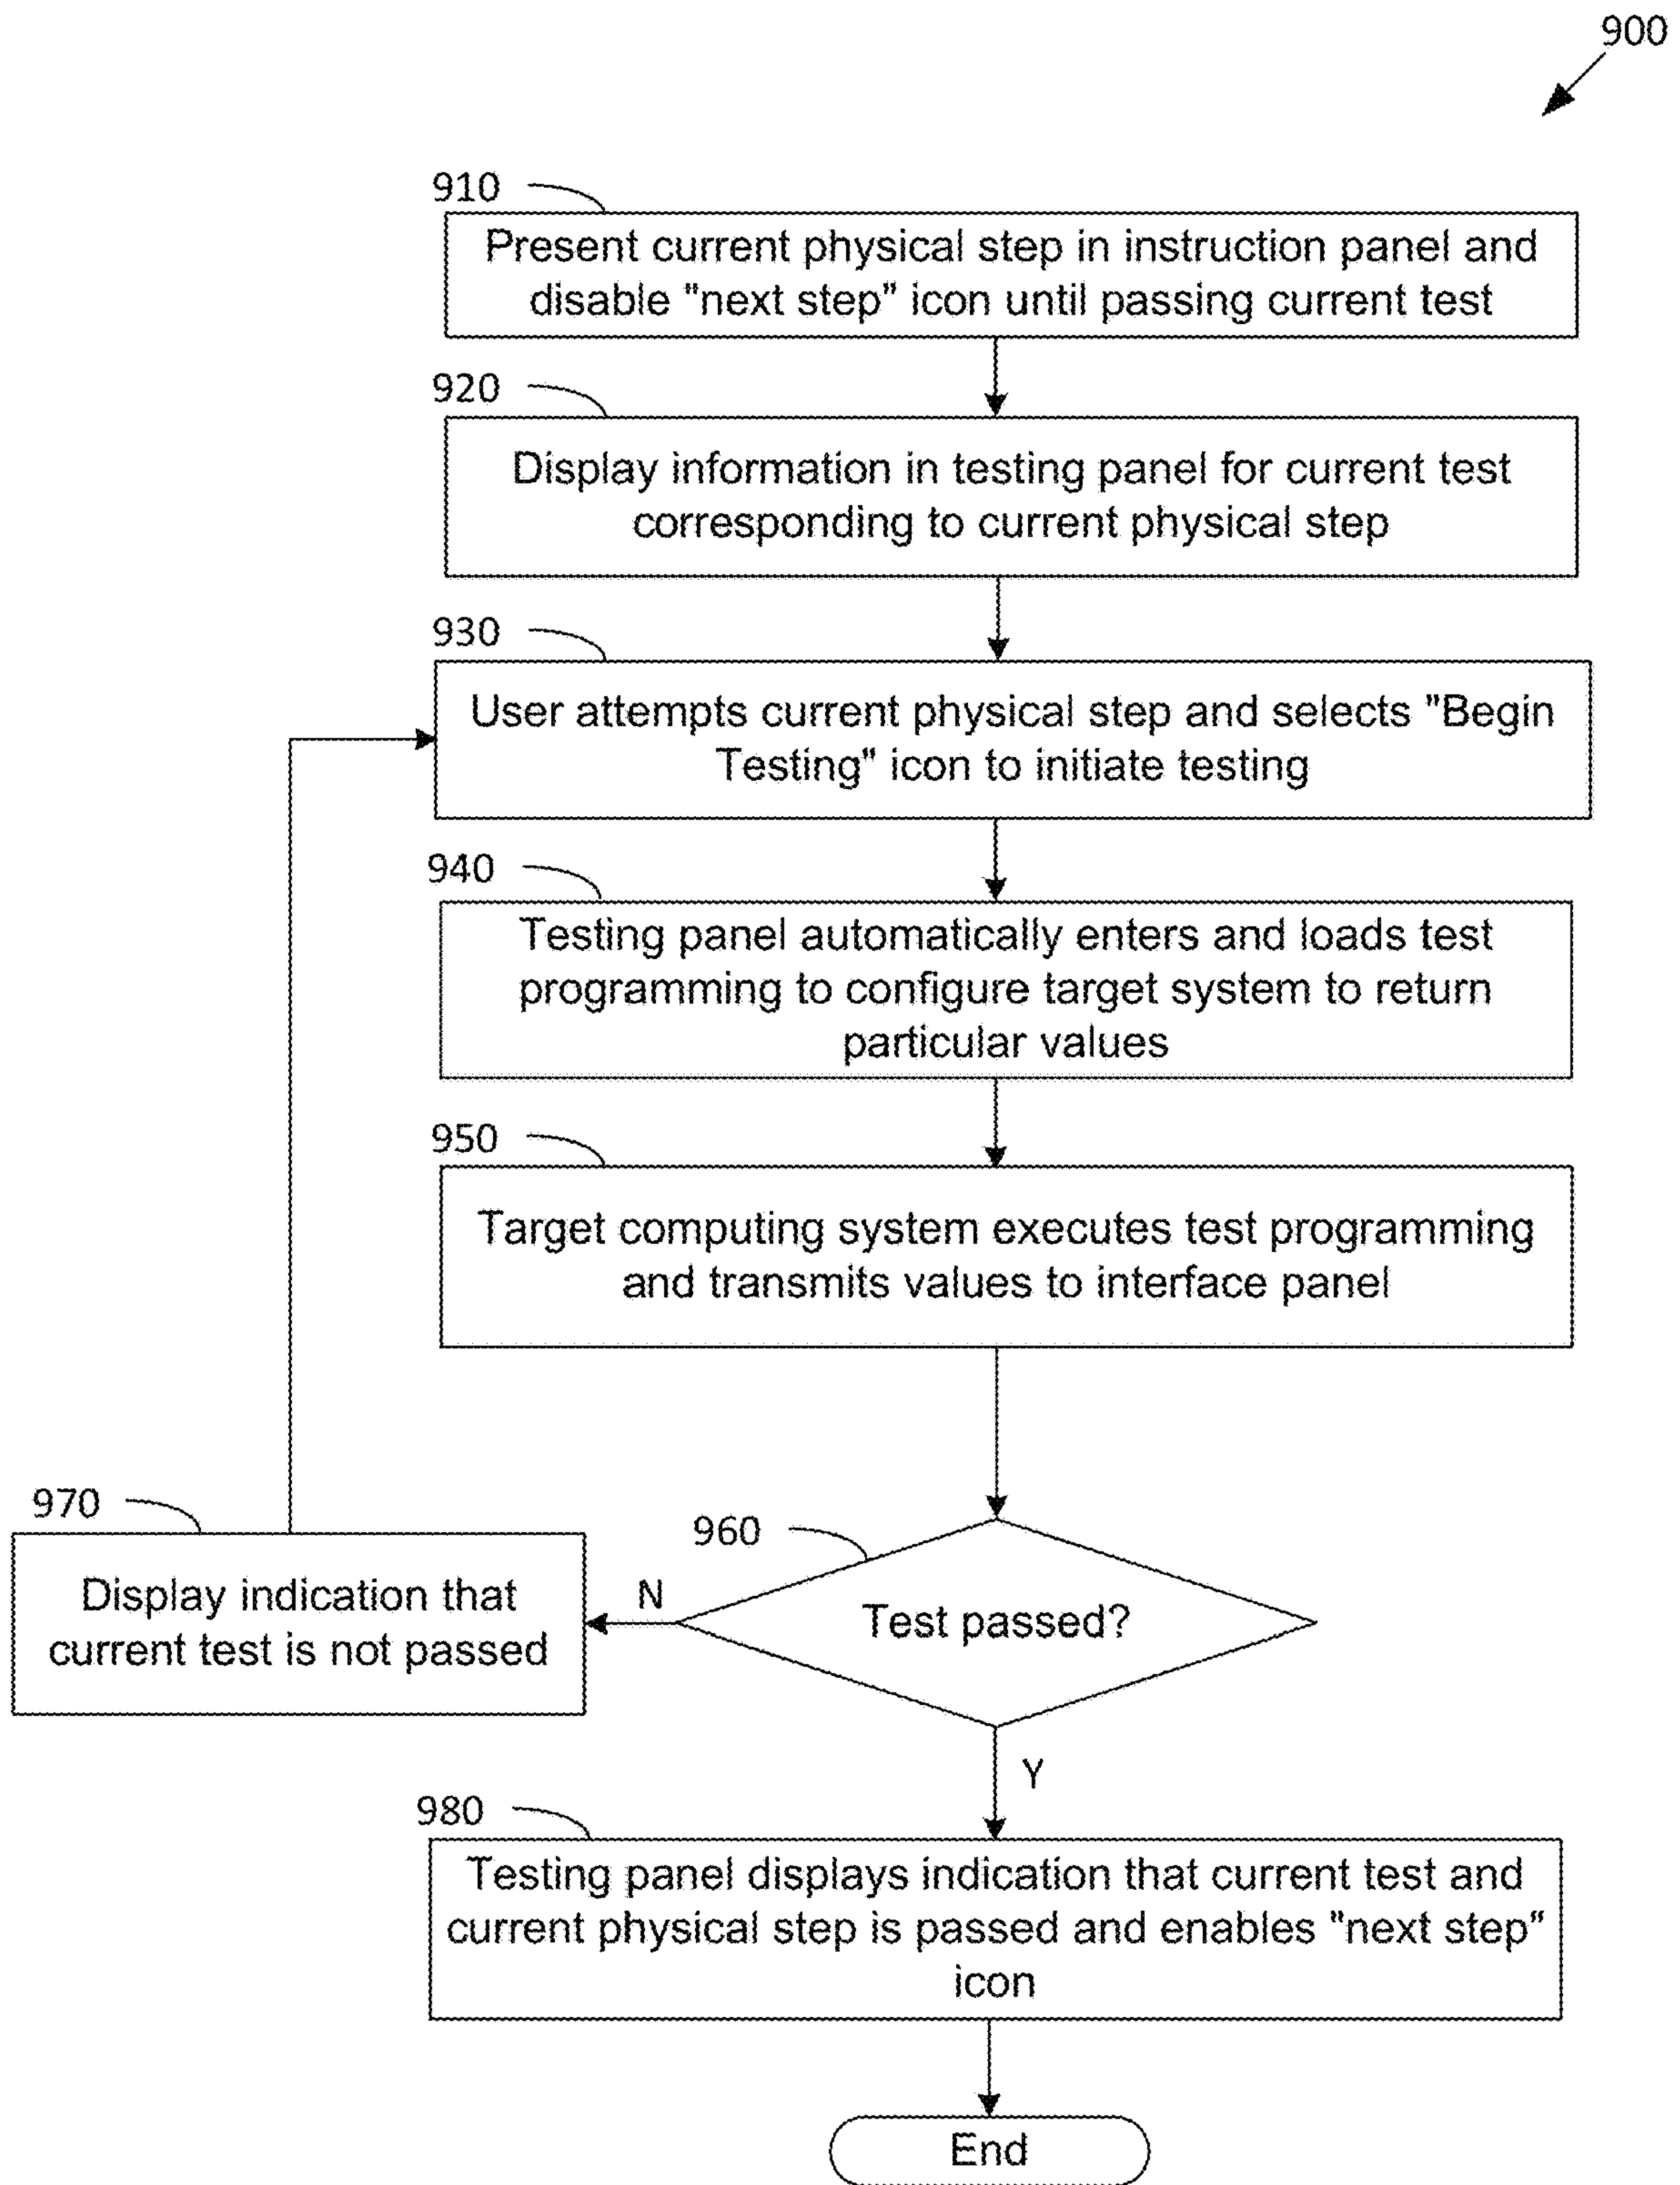 900
910
Present current physical step in instruction panel and
disable "next step" icon until passing current test
920
Display information in testing panel for current test
corresponding to current physical step
930
User attempts current physical step and selects "Begin
Testing" icon to initiate testing
940
Testing panel automatically enters and loads test
programming to configure target system to return
particular values
950
Target computing system executes test programming
and transmits values to interface panel
960
Test passed?
N
970
Display indication that
current test is not passed
Y
980
Testing panel displays indication that current test and
current physical step is passed and enables "next step"
icon
End